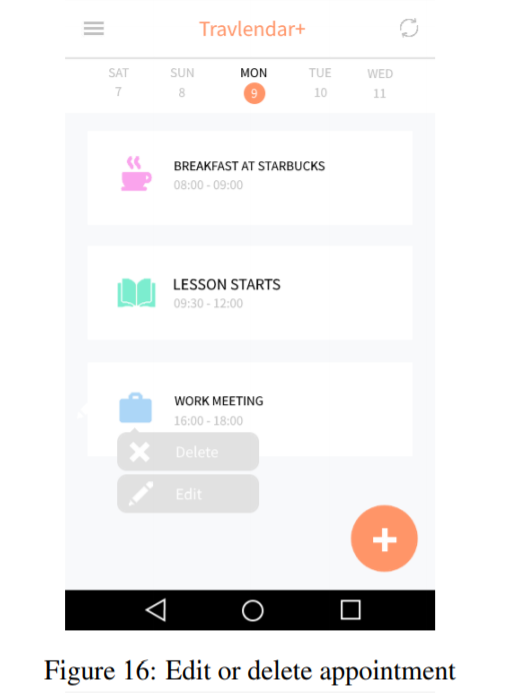 Travlendar+
SAT SUN MON TUE WED
7 8 9 10 11
BREAKFAST AT STARBUCKS
08:00 - 09:00
LESSON STARTS
09:30 - 12:00
WORK MEETING
16:00 - 18:00
Delete
Edit
Figure 16: Edit or delete appointment